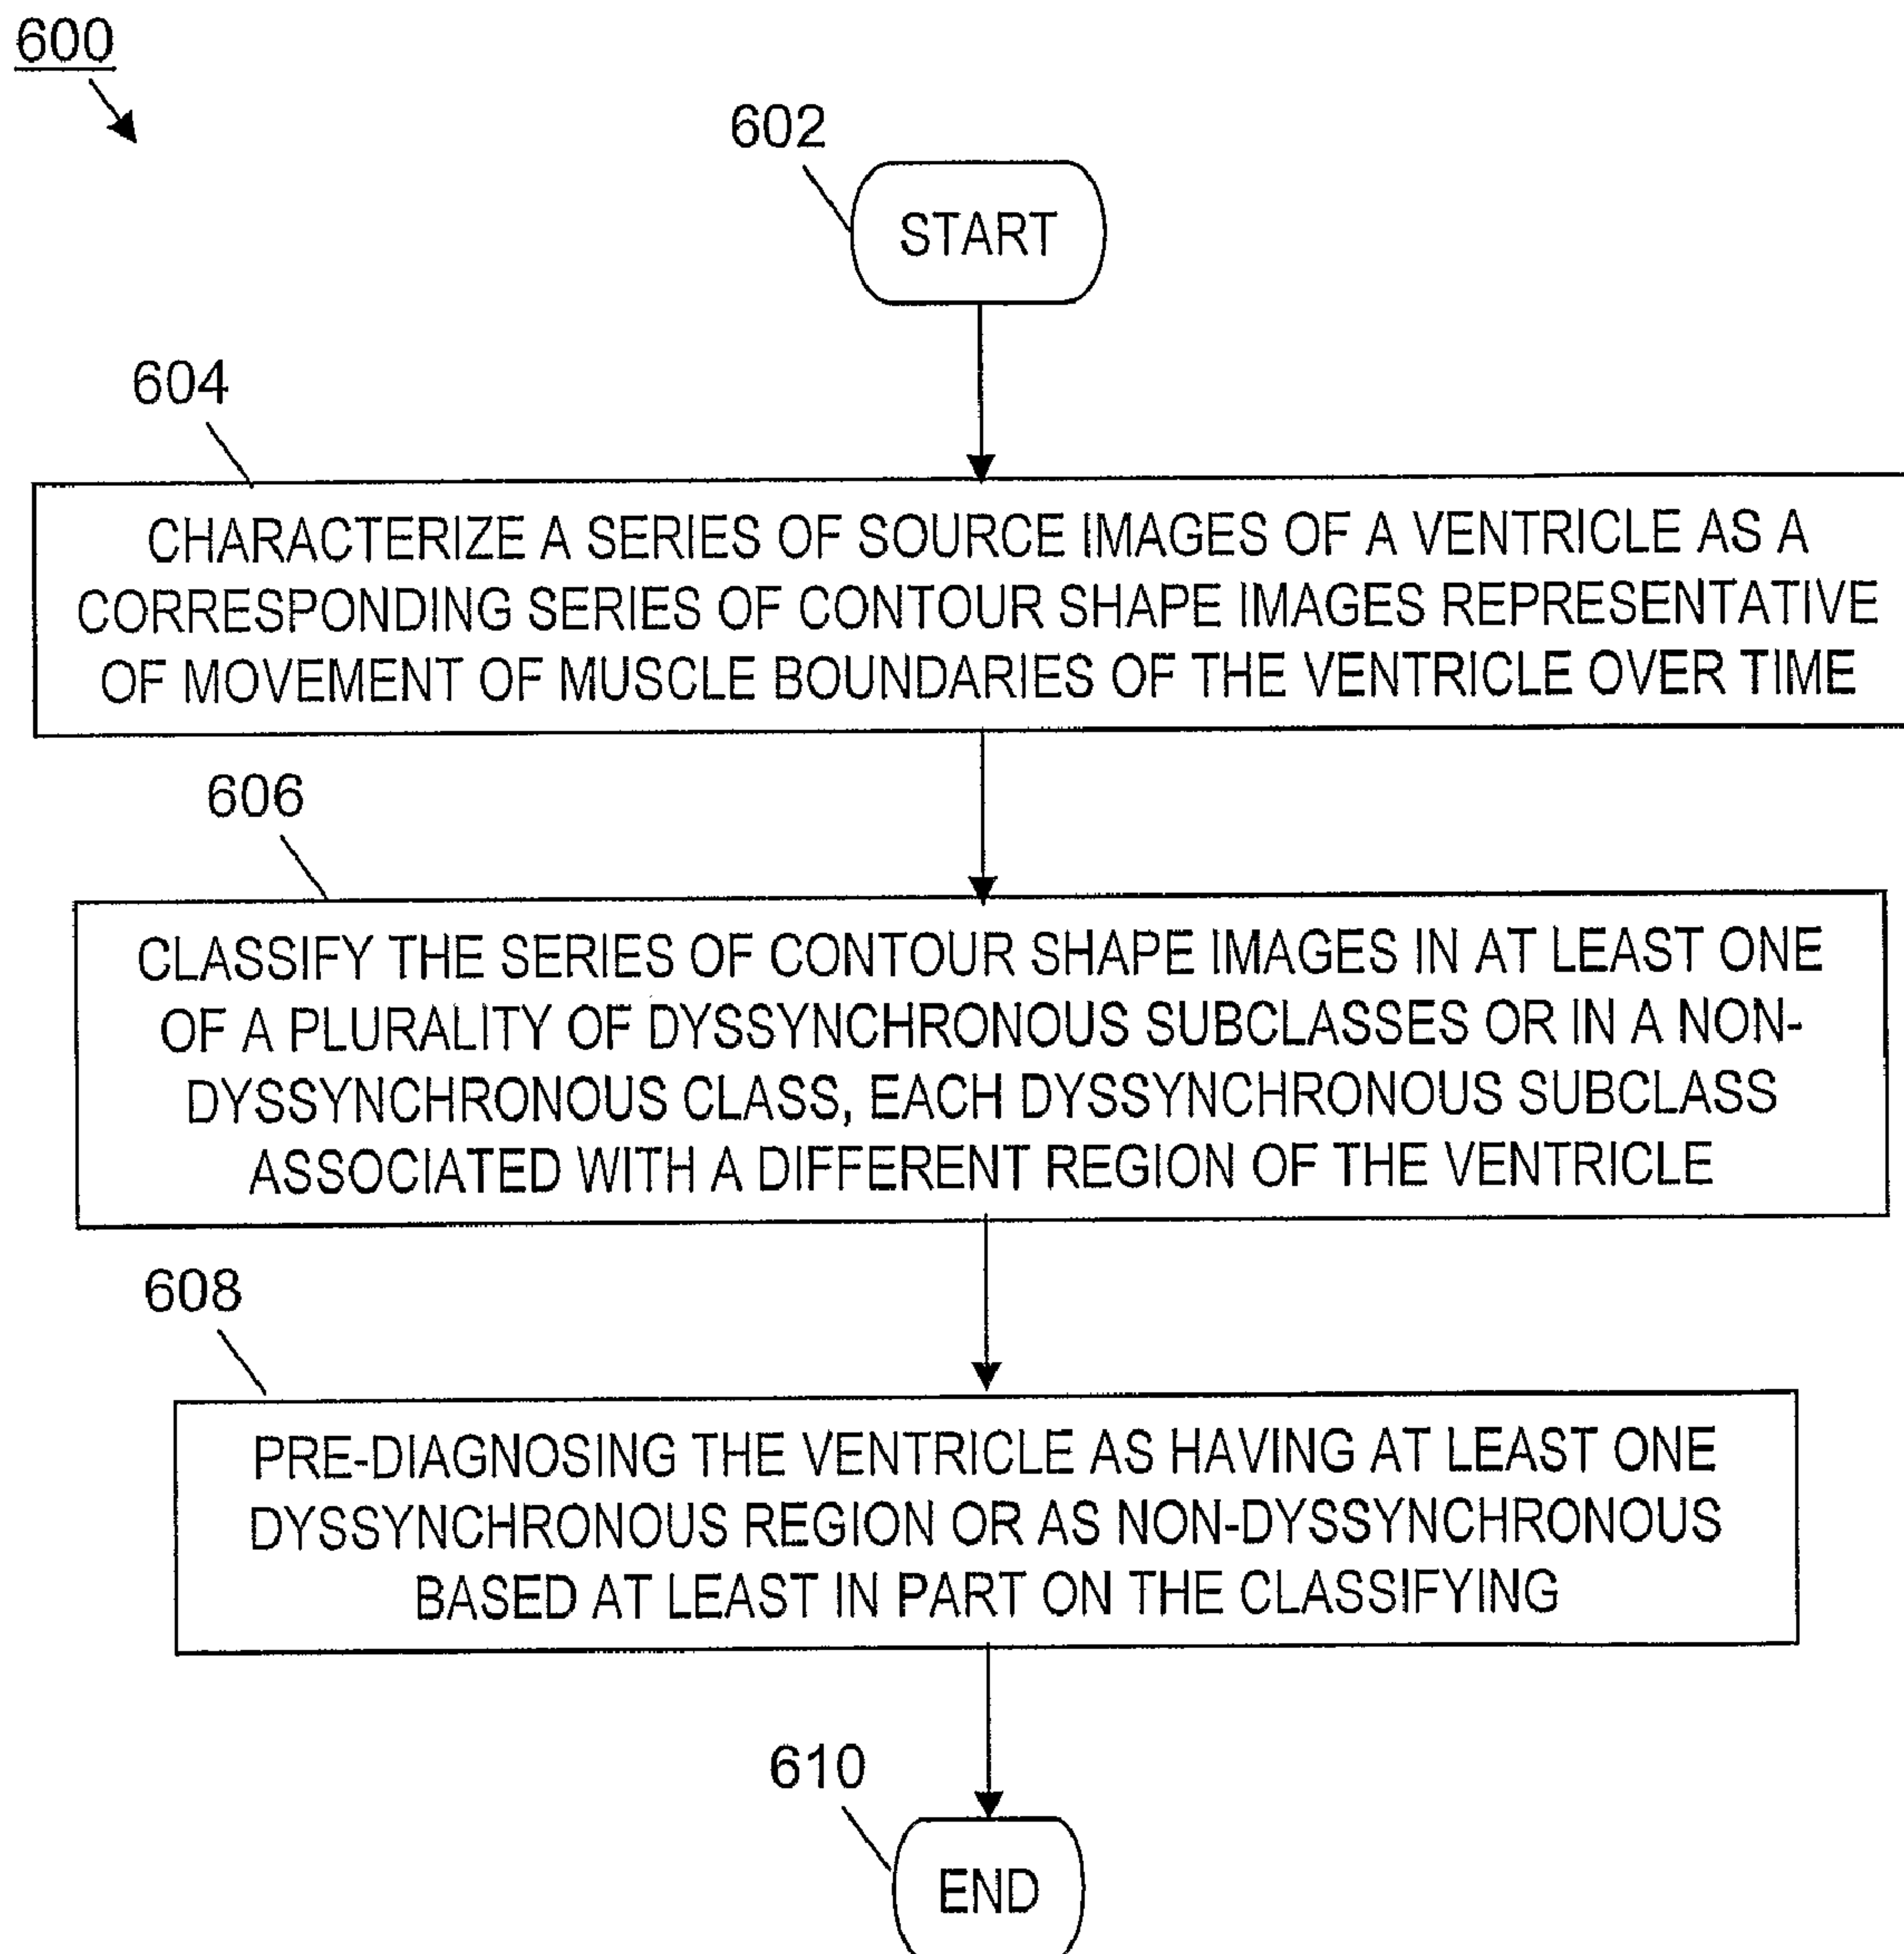 600
602
START
604
CHARACTERIZE A SERIES OF SOURCE IMAGES OF A VENTRICLE AS A
CORRESPONDING SERIES OF CONTOUR SHAPE IMAGES REPRESENTATIVE
OF MOVEMENT OF MUSCLE BOUNDARIES OF THE VENTRICLE OVER TIME
606
CLASSIFY THE SERIES OF CONTOUR SHAPE IMAGES IN AT LEAST ONE
OF A PLURALITY OF DYSSYNCHRONOUS SUBCLASSES OR IN A NON-
DYSSYNCHRONOUS CLASS, EACH DYSSYNCHRONOUS SUBCLASS
ASSOCIATED WITH A DIFFERENT REGION OF THE VENTRICLE
608
PRE-DIAGNOSING THE VENTRICLE AS HAVING AT LEAST ONE
DYSSYNCHRONOUS REGION OR AS NON-DYSSYNCHRONOUS
BASED AT LEAST IN PART ON THE CLASSIFYING
610
END